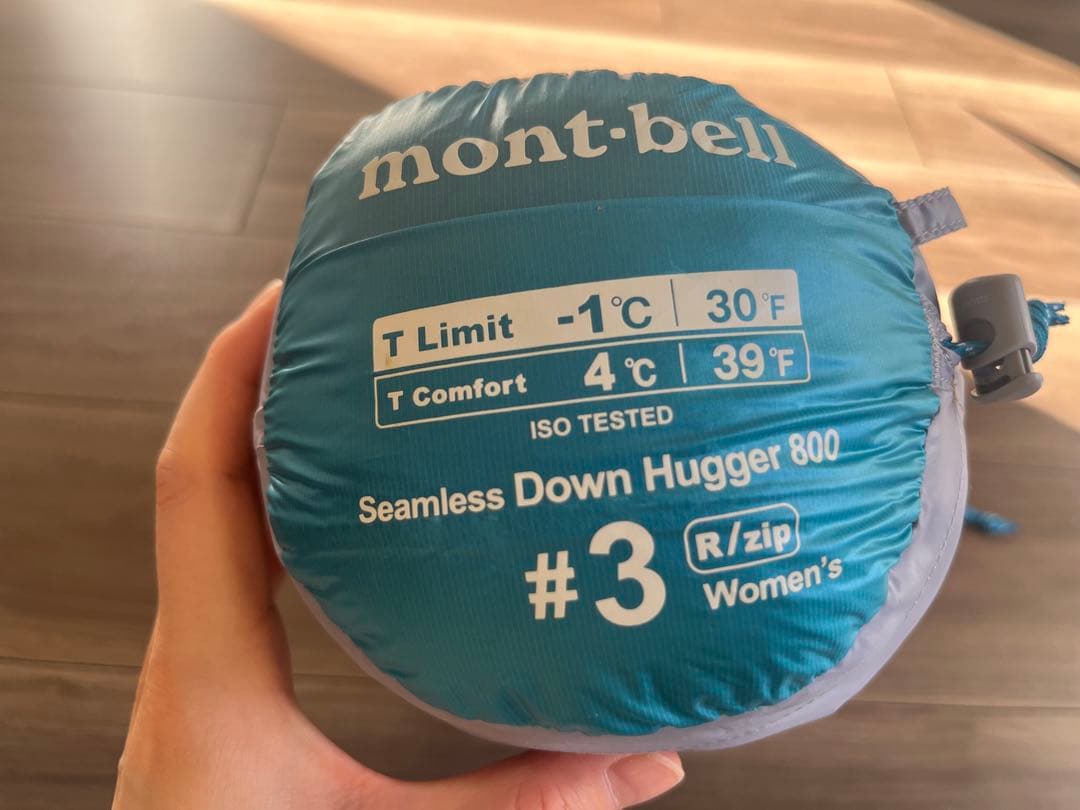 mont-bell
T Limit -1℃ | 30°F
T Comfort 4℃ | 39°F
ISO TESTED
Seamless Down Hugger 800
#3 R/zip
Women's